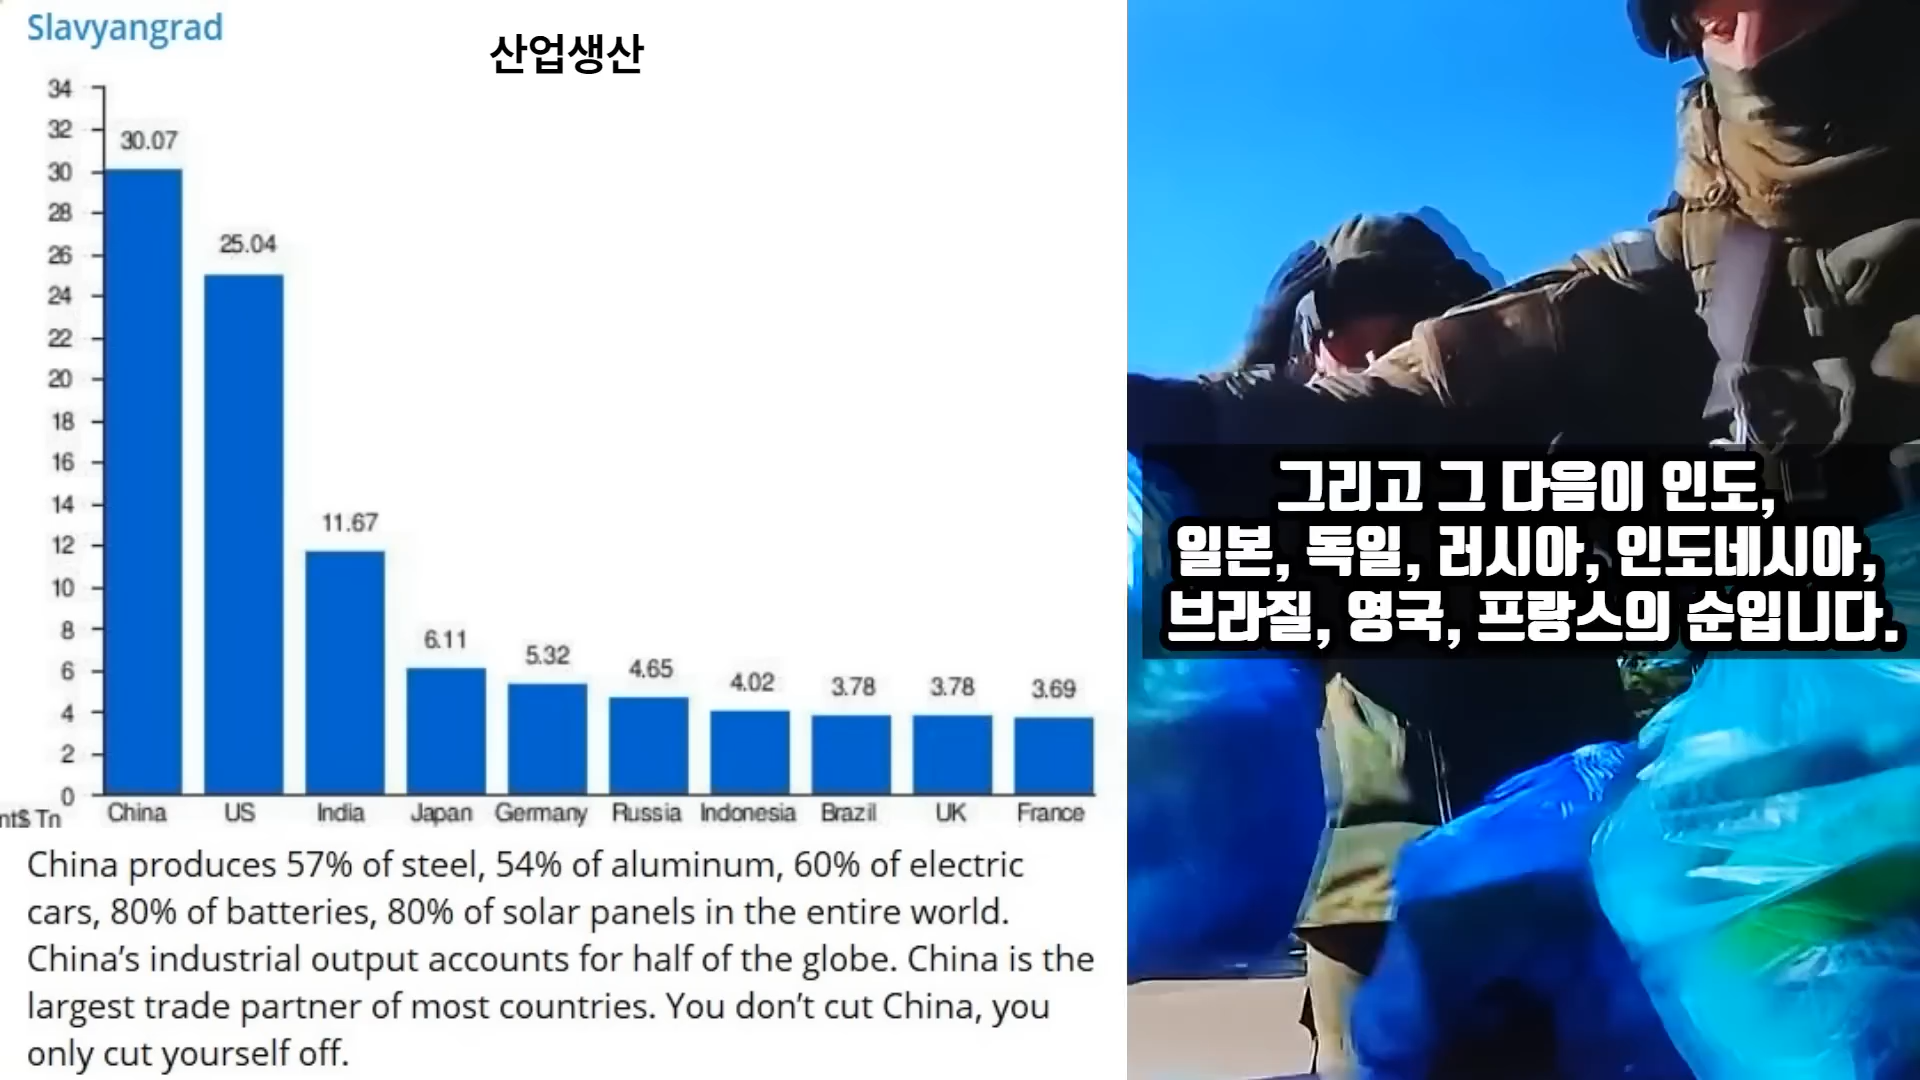 Slavyangrad
산업생산
34
32
30
28
26
24
22
20
18
16
14
12
10
8
6
4
2
0
30.07
25.04
11.67
6.11
5.32
4.65
4.02
3.78
3.78
3.69
China US India Japan Germany Russia Indonesia Brazil UK France
nt$ Tn
China produces 57% of steel, 54% of aluminum, 60% of electric
cars, 80% of batteries, 80% of solar panels in the entire world.
China's industrial output accounts for half of the globe. China is the
largest trade partner of most countries. You don't cut China, you
only cut yourself off.
그리고 그 다음이 인도,
일본, 독일, 러시아, 인도네시아,
브라질, 영국, 프랑스의 순입니다.